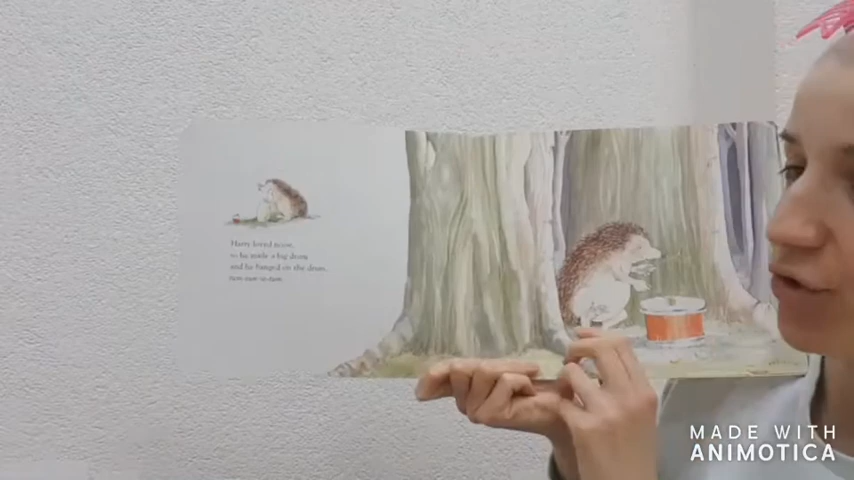 Harry loved noise,
so he made a big drum
and he banged on the drum,
MADE WITH
ANIMOTICA